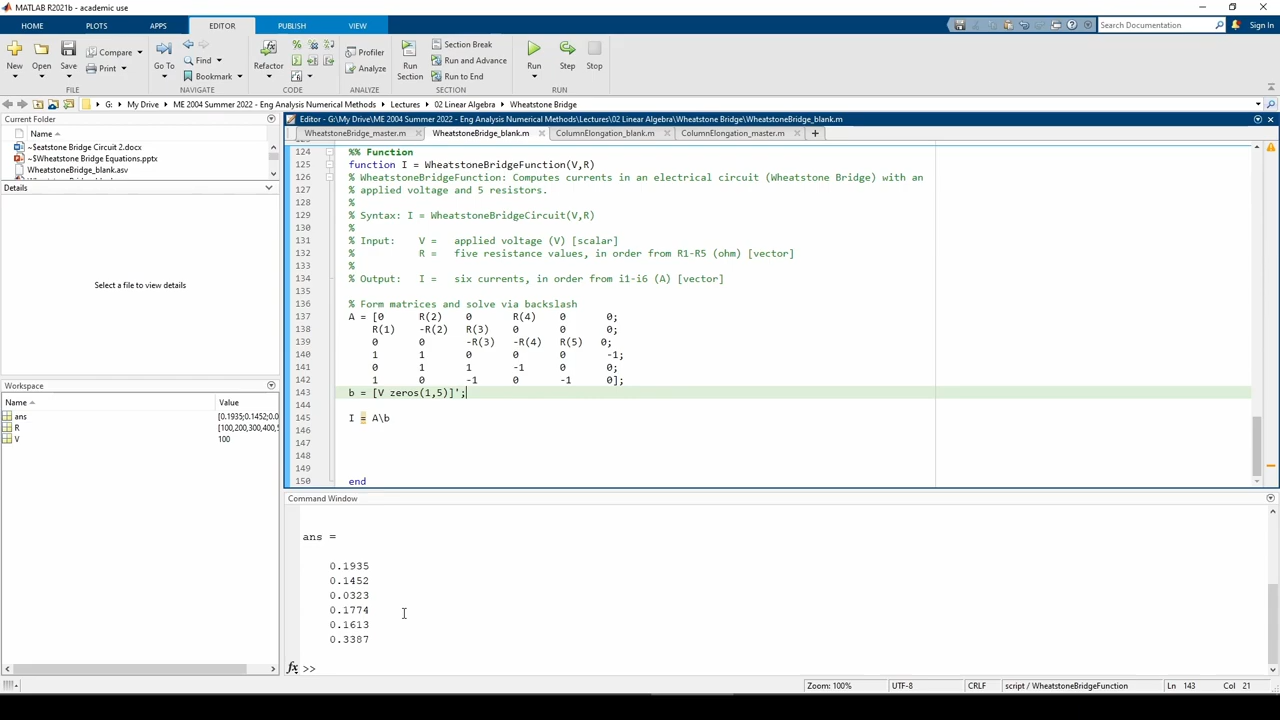 MATLAB R2021b - academic use
HOME PLOTS APPS EDITOR PUBLISH VIEW
Search Documentation Sign In
New Open Save Compare Print Go To Find Bookmark Refactor Profiler Analyze Run Section Section Break Run and Advance Run to End Run Step Stop
FILE NAVIGATE CODE ANALYZE SECTION RUN
G: My Drive ME 2004 Summer 2022 - Eng Analysis Numerical Methods Lectures 02 Linear Algebra Wheatstone Bridge
Current Folder
Name
~$eatstone Bridge Circuit 2.docx
~$Wheatstone Bridge Equations.pptx
WheatstoneBridge_blank.asv
Details
Select a file to view details
Workspace
Name Value
ans [0.1935;0.1452;0.0
R [100,200,300,400,5
V 100
Editor - G:\My Drive\ME 2004 Summer 2022 - Eng Analysis Numerical Methods\Lectures\02 Linear Algebra\Wheatstone Bridge\WheatstoneBridge_blank.m
WheatstoneBridge_master.m WheatstoneBridge_blank.m ColumnElongation_blank.m ColumnElongation_master.m
124 %% Function
125 function I = WheatstoneBridgeFunction(V,R)
126 % WheatstoneBridgeFunction: Computes currents in an electrical circuit (Wheatstone Bridge) with an
127 % applied voltage and 5 resistors.
128 %
129 % Syntax: I = WheatstoneBridgeCircuit(V,R)
130 %
131 % Input: V = applied voltage (V) [scalar]
132 % R = five resistance values, in order from R1-R5 (ohm) [vector]
133 %
134 % Output: I = six currents, in order from i1-i6 (A) [vector]
135
136 % Form matrices and solve via backslash
137 A = [0 R(2) 0 R(4) 0 0;
138 R(1) -R(2) R(3) 0 0 0;
139 0 0 -R(3) -R(4) R(5) 0;
140 1 1 0 0 0 -1;
141 0 1 1 -1 0 0;
142 1 0 -1 0 -1 0];
143 b = [V zeros(1,5)]';
144
145 I = A\b
146
147
148
149
150 end
Command Window
ans =
0.1935
0.1452
0.0323
0.1774
0.1613
0.3387
fx >>
Zoom: 100% UTF-8 CRLF script / WheatstoneBridgeFunction Ln 143 Col 21